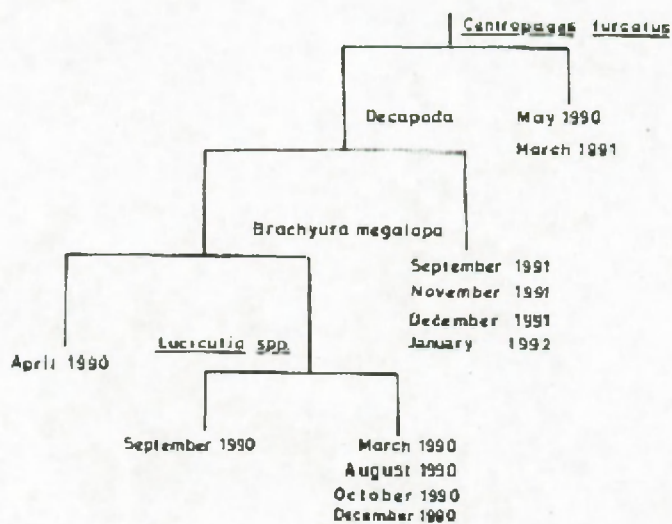 Centropages furcatus
Decapoda
May 1990
March 1991
Brachyura megalopa
September 1991
November 1991
December 1991
January 1992
April 1990
Lucicutia spp.
September 1990
March 1990
August 1990
October 1990
December 1990